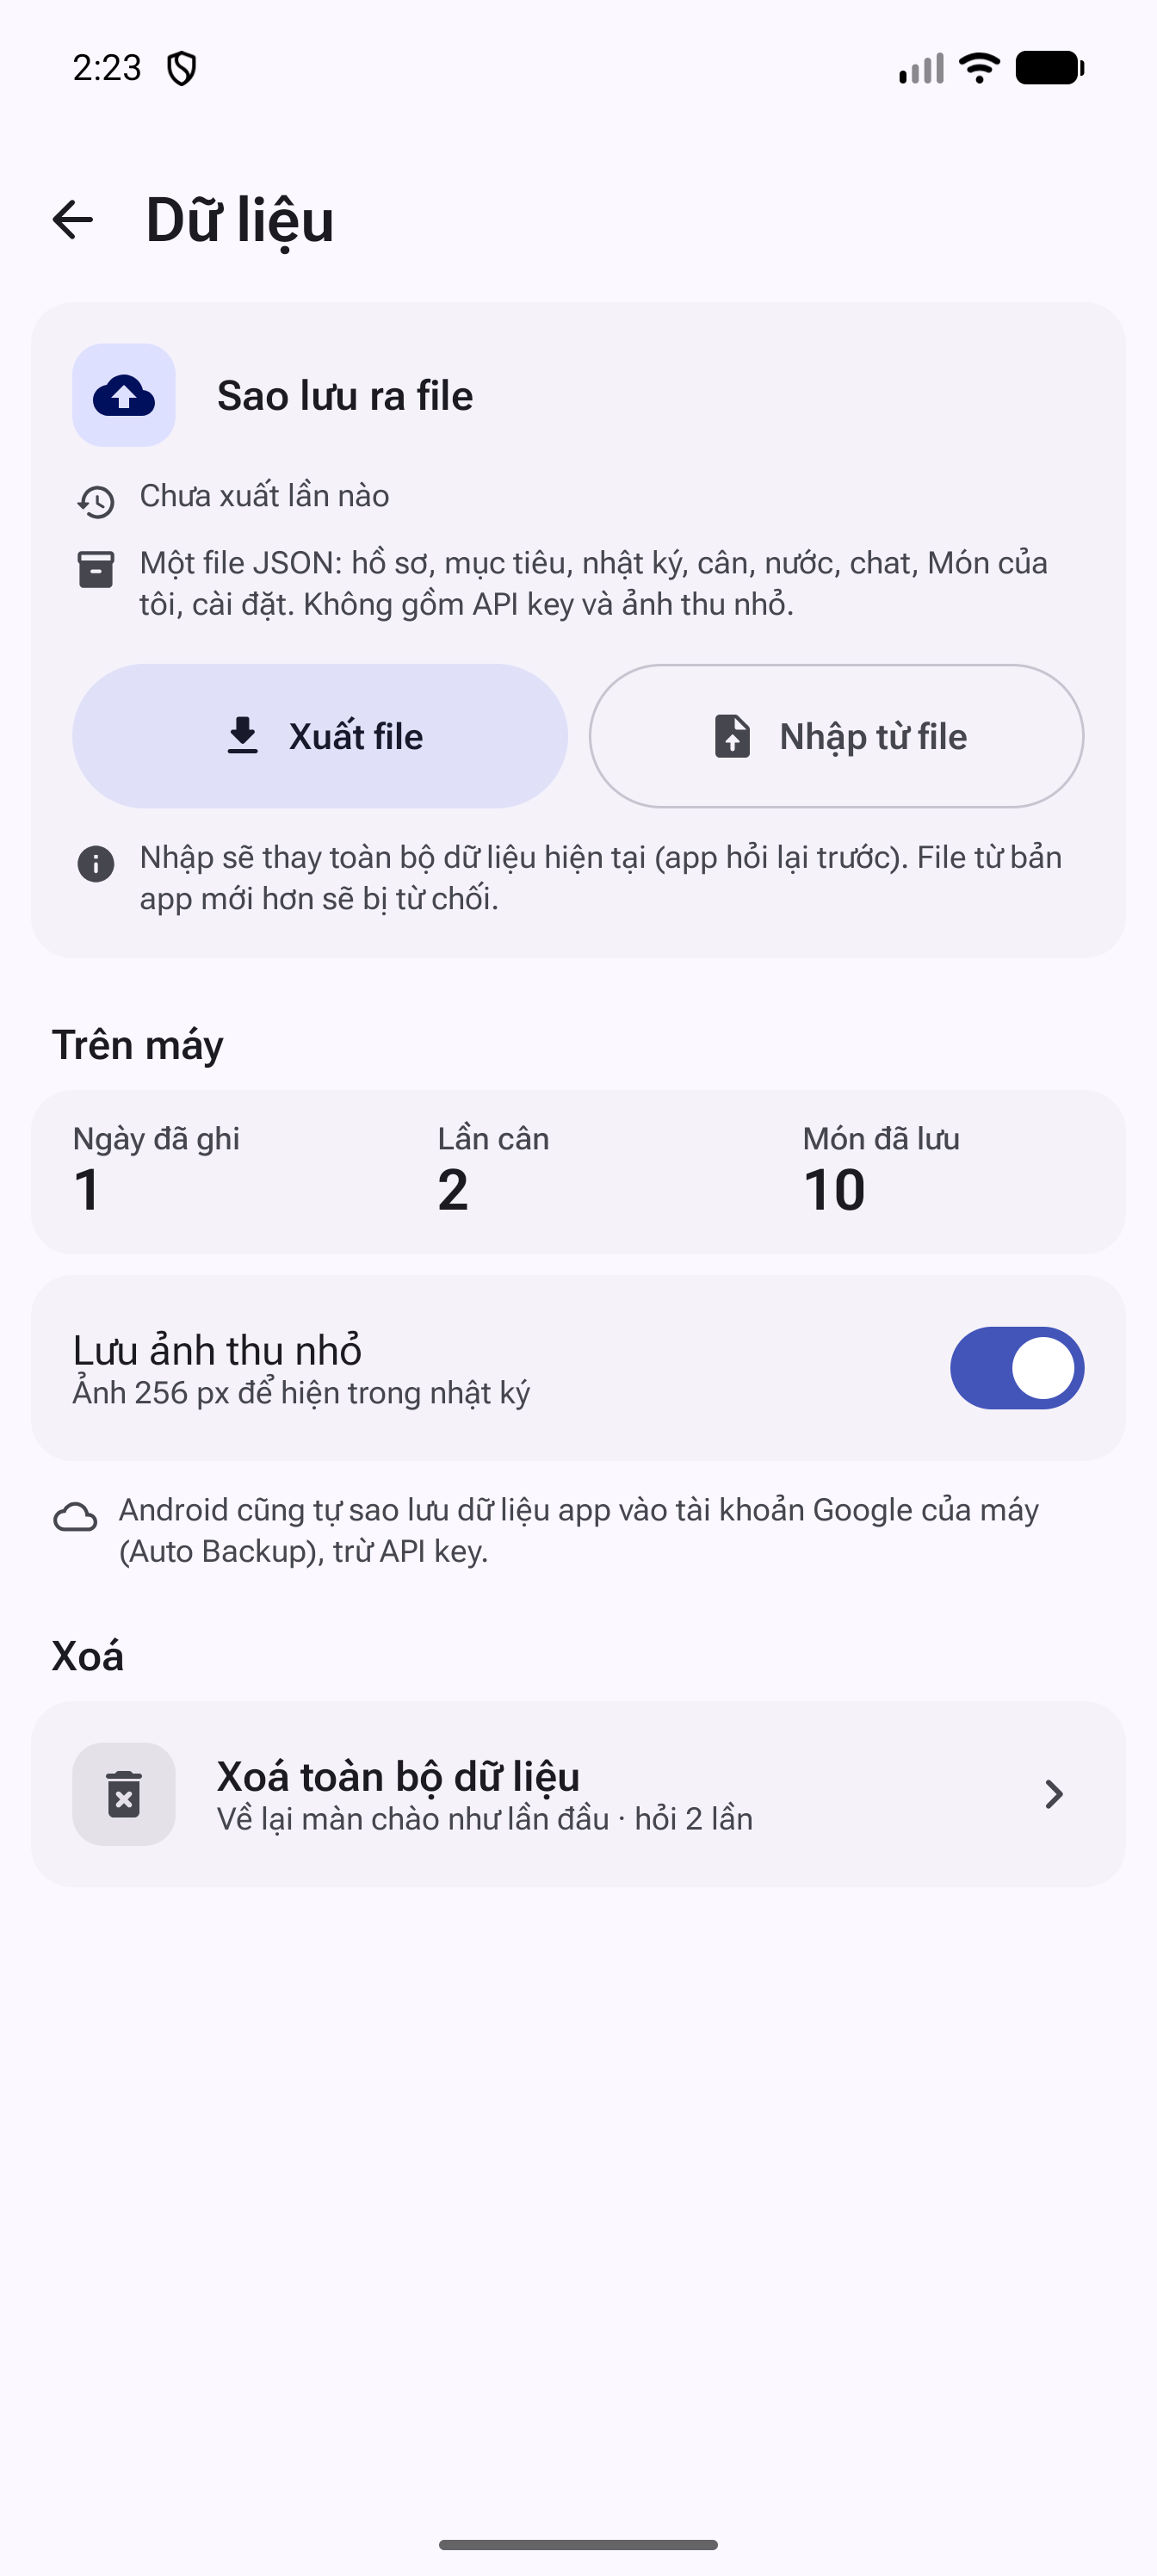 2:23
Dữ liệu
Sao lưu ra file
Chưa xuất lần nào
Một file JSON: hồ sơ, mục tiêu, nhật ký, cân, nước, chat, Món của
tôi, cài đặt. Không gồm API key và ảnh thu nhỏ.
Xuất file
Nhập từ file
Nhập sẽ thay toàn bộ dữ liệu hiện tại (app hỏi lại trước). File từ bản
app mới hơn sẽ bị từ chối.
Trên máy
Ngày đã ghi
1
Lần cân
2
Món đã lưu
10
Lưu ảnh thu nhỏ
Ảnh 256 px để hiện trong nhật ký
Android cũng tự sao lưu dữ liệu app vào tài khoản Google của máy
(Auto Backup), trừ API key.
Xoá
Xoá toàn bộ dữ liệu
Về lại màn chào như lần đầu · hỏi 2 lần